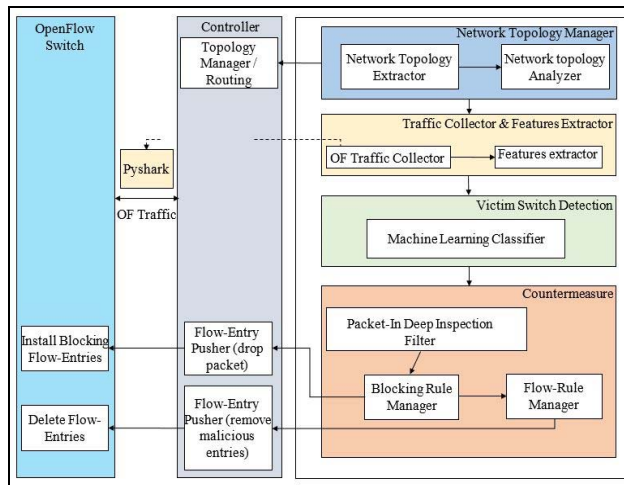 OpenFlow
Switch
Controller
Topology
Manager /
Routing
Network Topology Manager
Network Topology
Extractor
Network topology
Analyzer
Traffic Collector & Features Extractor
OF Traffic Collector
Features extractor
Pyshark
OF Traffic
Victim Switch Detection
Machine Learning Classifier
Countermeasure
Packet-In Deep Inspection
Filter
Install Blocking
Flow-Entries
Flow-Entry
Pusher (drop
packet)
Blocking Rule
Manager
Flow-Rule
Manager
Delete Flow-
Entries
Flow-Entry
Pusher (remove
malicious
entries)